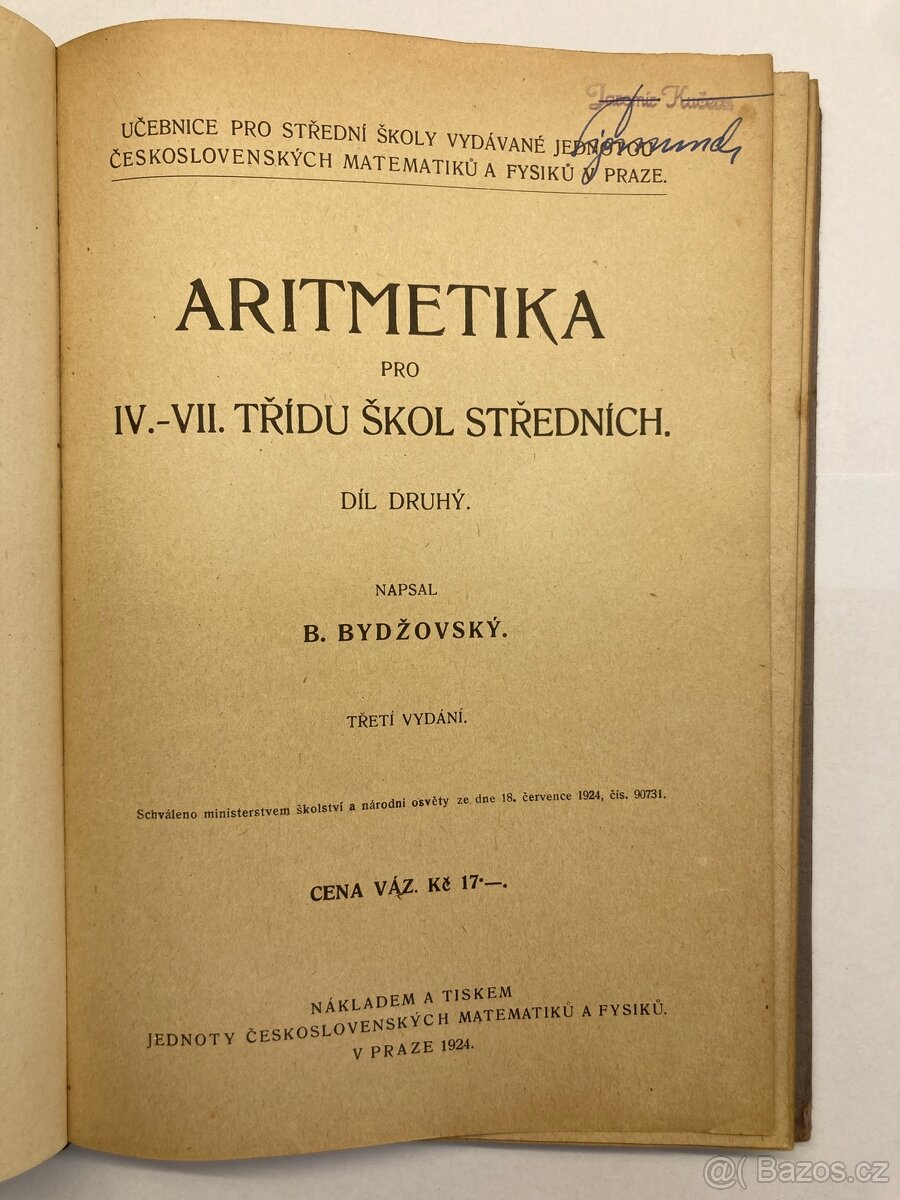 Jaromír Kučera
UČEBNICE PRO STŘEDNÍ ŠKOLY VYDÁVANÉ JEDNOTOU
ČESKOSLOVENSKÝCH MATEMATIKŮ A FYSIKŮ V PRAZE.
ARITMETIKA
PRO
IV.-VII. TŘÍDU ŠKOL STŘEDNÍCH.
DÍL DRUHÝ.
NAPSAL
B. BYDŽOVSKÝ.
TŘETÍ VYDÁNÍ.
Schváleno ministerstvem školství a národní osvěty ze dne 18. července 1924, čís. 90731.
CENA VÁZ. Kč 17·—.
NÁKLADEM A TISKEM
JEDNOTY ČESKOSLOVENSKÝCH MATEMATIKŮ A FYSIKŮ.
V PRAZE 1924.
@( Bazos.cz